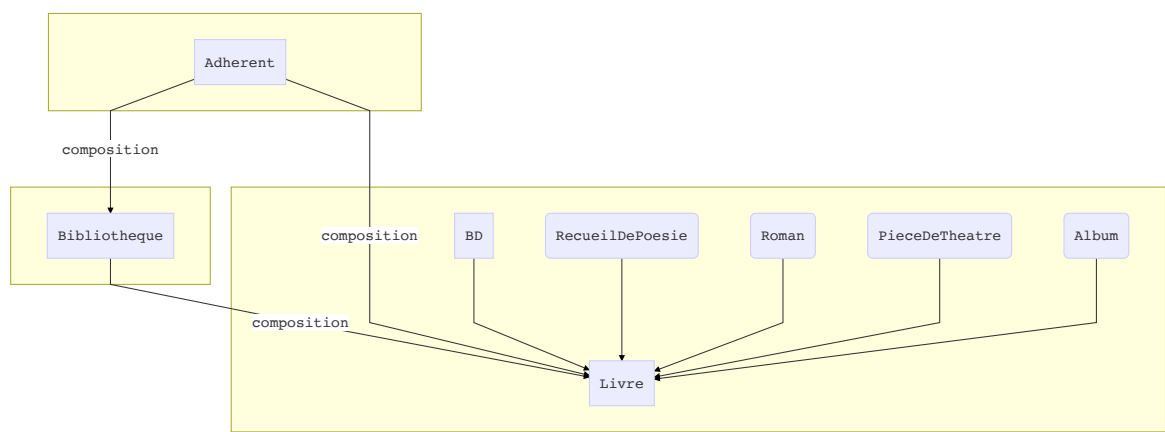 Adherent
composition
Bibliotheque
composition
BD
RecueilDePoesie
Roman
PieceDeTheatre
Album
composition
Livre